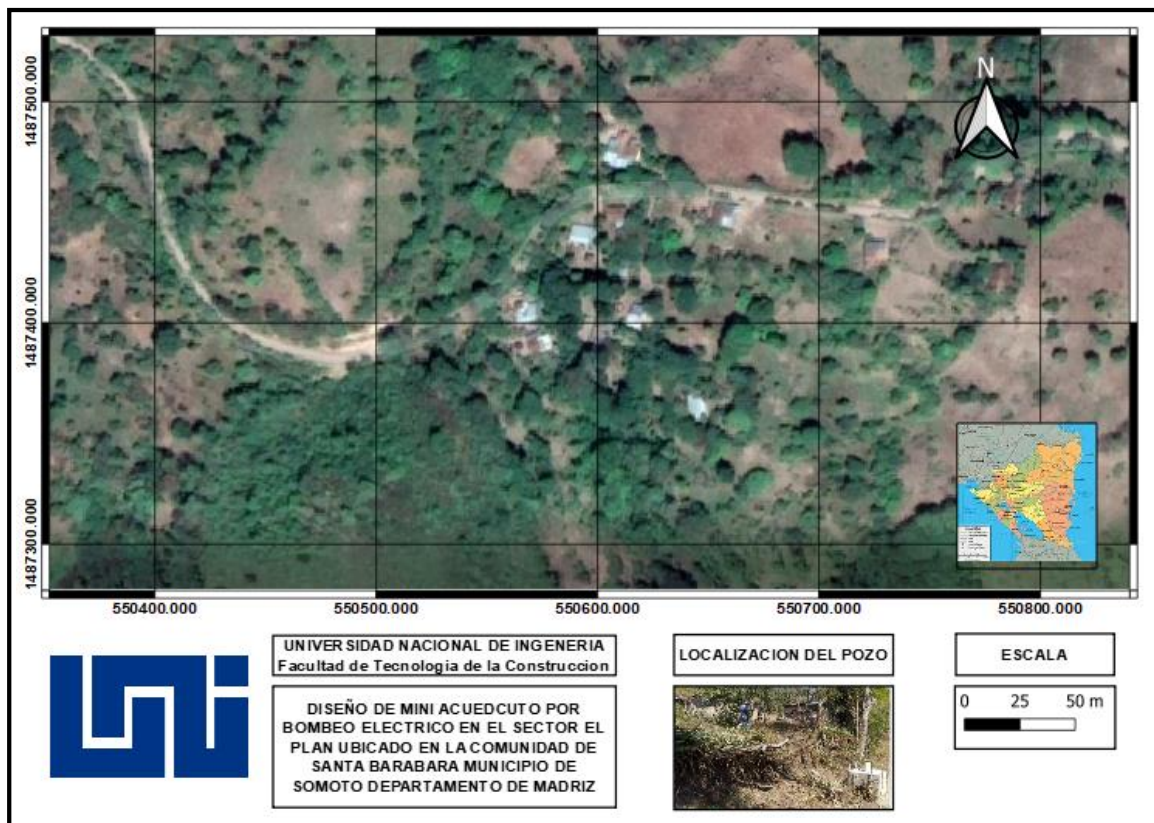 N
1487500.000
1487400.000
1487300.000
550400.000
550500.000
550600.000
550700.000
550800.000
UNIVERSIDAD NACIONAL DE INGENERIA
Facultad de Tecnologia de la Construccion
DISEÑO DE MINI ACUEDCUTO POR
BOMBEO ELECTRICO EN EL SECTOR EL
PLAN UBICADO EN LA COMUNIDAD DE
SANTA BARABARA MUNICIPIO DE
SOMOTO DEPARTAMENTO DE MADRIZ
LOCALIZACION DEL POZO
ESCALA
0 25 50 m
uni